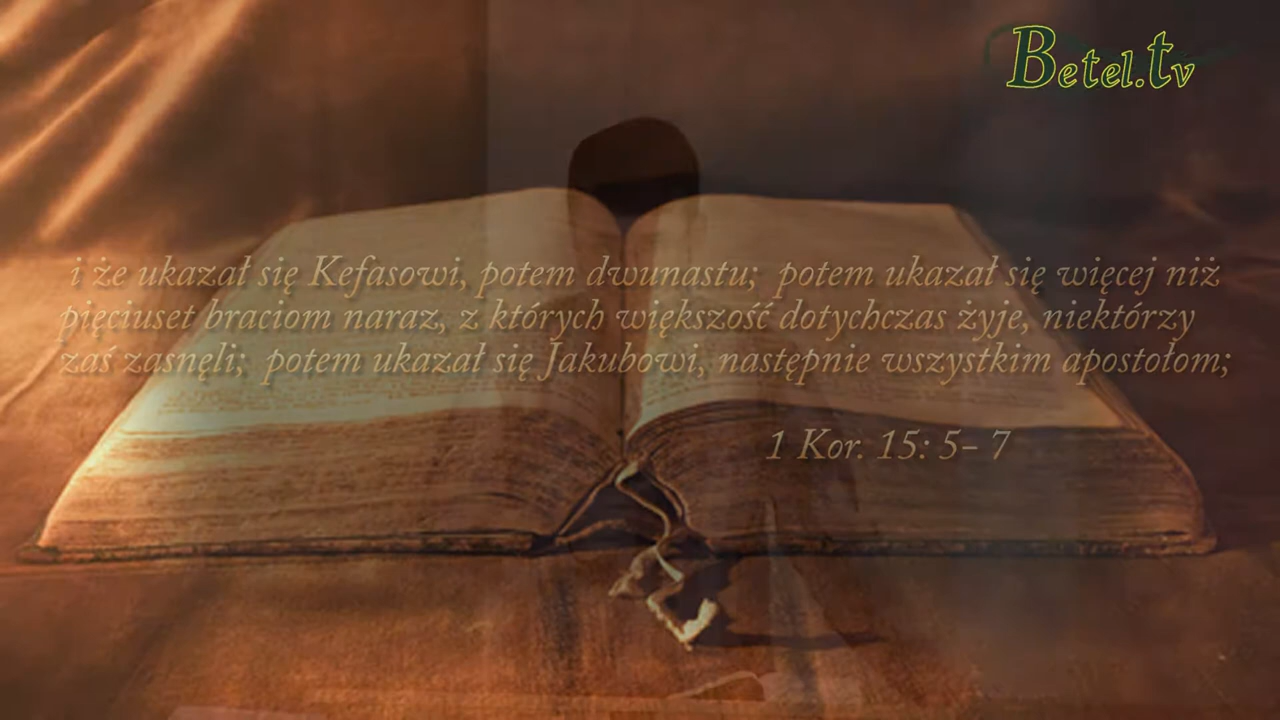 Betel.tv
i że ukazał się Kefasowi, potem dwunastu; potem ukazał się więcej niż
pięciuset braciom naraz, z których większość dotychczas żyje, niektórzy
zaś zasnęli; potem ukazał się Jakubowi, następnie wszystkim apostołom;
1 Kor. 15: 5- 7